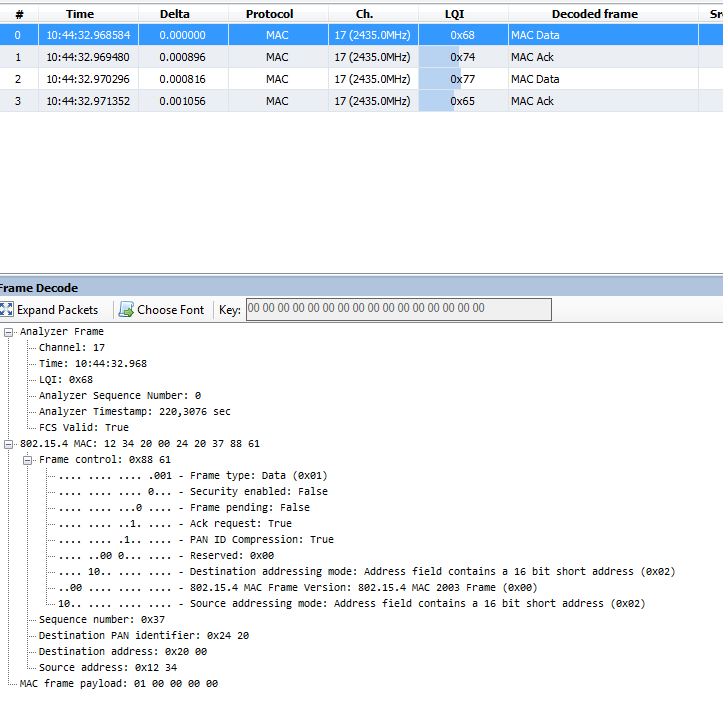 # Time Delta Protocol Ch. LQI Decoded frame Sr
0 10:44:32.968584 0.000000 MAC 17 (2435.0MHz) 0x68 MAC Data
1 10:44:32.969480 0.000896 MAC 17 (2435.0MHz) 0x74 MAC Ack
2 10:44:32.970296 0.000816 MAC 17 (2435.0MHz) 0x77 MAC Data
3 10:44:32.971352 0.001056 MAC 17 (2435.0MHz) 0x65 MAC Ack
Frame Decode
Expand Packets Choose Font Key: 00 00 00 00 00 00 00 00 00 00 00 00 00 00 00 00
Analyzer Frame
Channel: 17
Time: 10:44:32.968
LQI: 0x68
Analyzer Sequence Number: 0
Analyzer Timestamp: 220,3076 sec
FCS Valid: True
802.15.4 MAC: 12 34 20 00 24 20 37 88 61
Frame control: 0x88 61
.... .... .... .001 - Frame type: Data (0x01)
.... .... .... 0... - Security enabled: False
.... .... ...0 .... - Frame pending: False
.... .... ..1. .... - Ack request: True
.... .... .1.. .... - PAN ID Compression: True
.... ..00 0... .... - Reserved: 0x00
.... 10.. .... .... - Destination addressing mode: Address field contains a 16 bit short address (0x02)
..00 .... .... .... - 802.15.4 MAC Frame Version: 802.15.4 MAC 2003 Frame (0x00)
10.. .... .... .... - Source addressing mode: Address field contains a 16 bit short address (0x02)
Sequence number: 0x37
Destination PAN identifier: 0x24 20
Destination address: 0x20 00
Source address: 0x12 34
MAC frame payload: 01 00 00 00 00